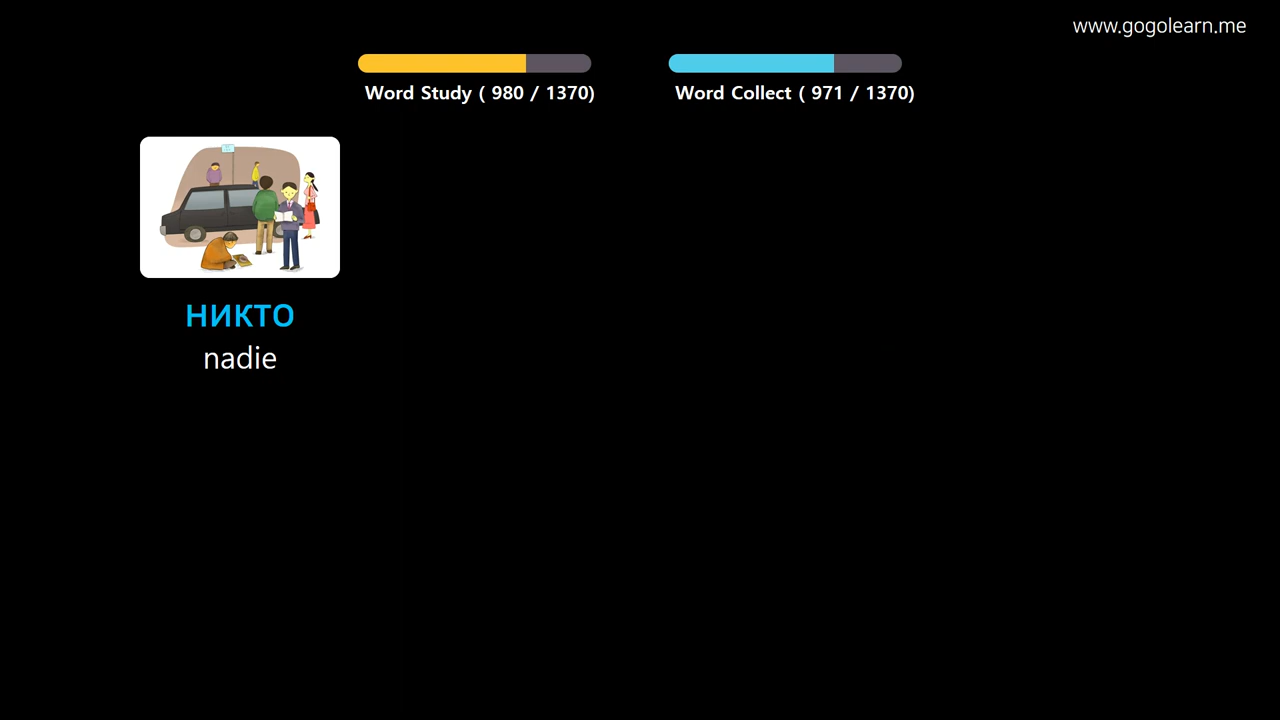 www.gogolearn.me
Word Study ( 980 / 1370)
Word Collect ( 971 / 1370)
никто
nadie